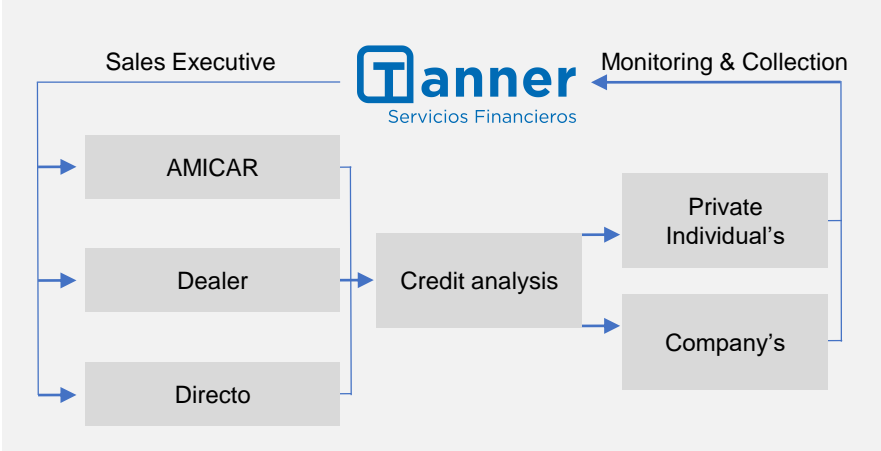 Sales Executive
Tanner
Servicios Financieros
Monitoring & Collection
AMICAR
Dealer
Directo
Credit analysis
Private
Individual’s
Company’s